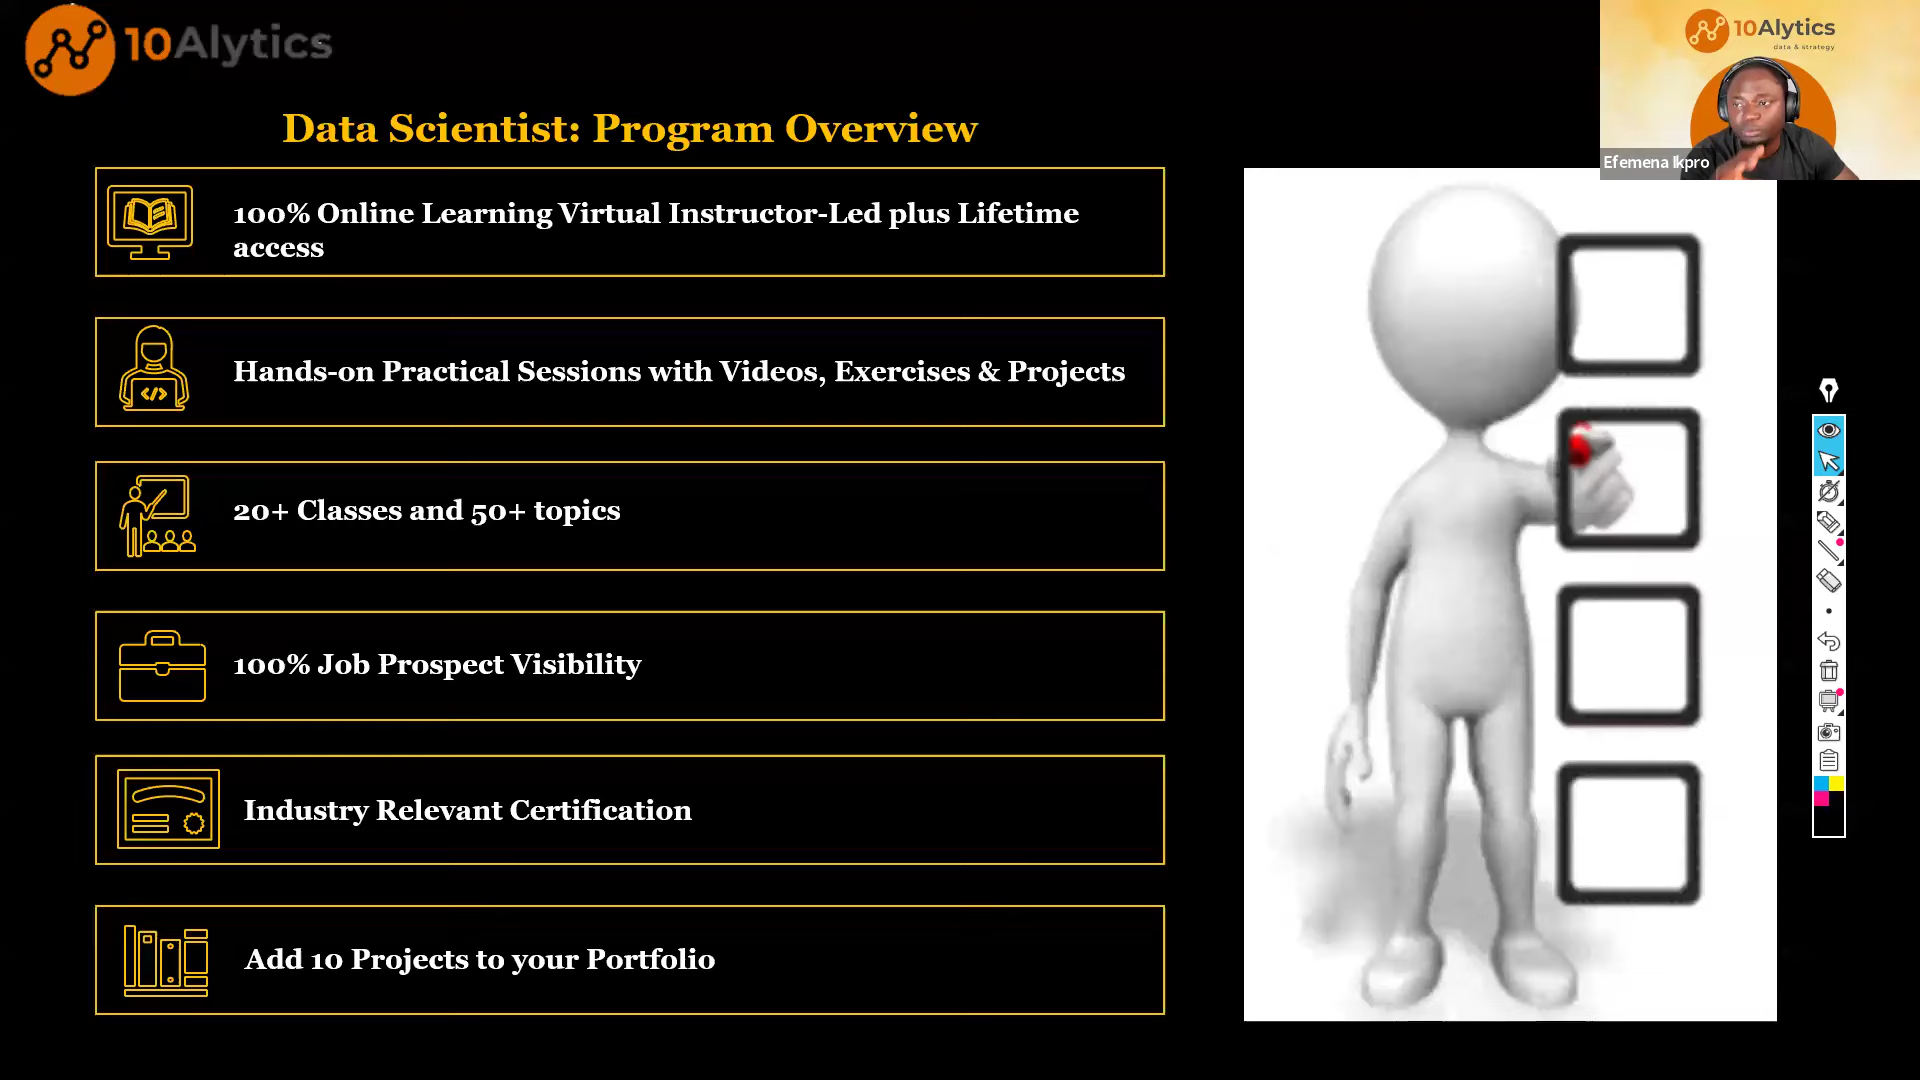 10Alytics
10Alytics
data & strategy
Efemena Ikpro
Data Scientist: Program Overview
100% Online Learning Virtual Instructor-Led plus Lifetime
access
Hands-on Practical Sessions with Videos, Exercises & Projects
</>
20+ Classes and 50+ topics
100% Job Prospect Visibility
Industry Relevant Certification
Add 10 Projects to your Portfolio